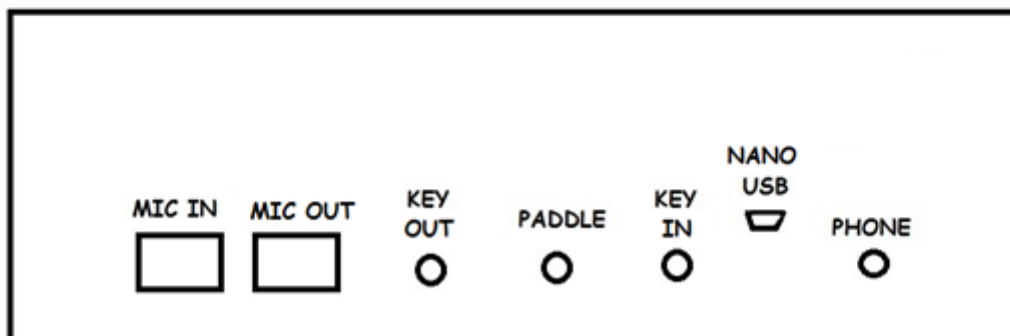 MIC IN
MIC OUT
KEY
OUT
PADDLE
KEY
IN
NANO
USB
PHONE